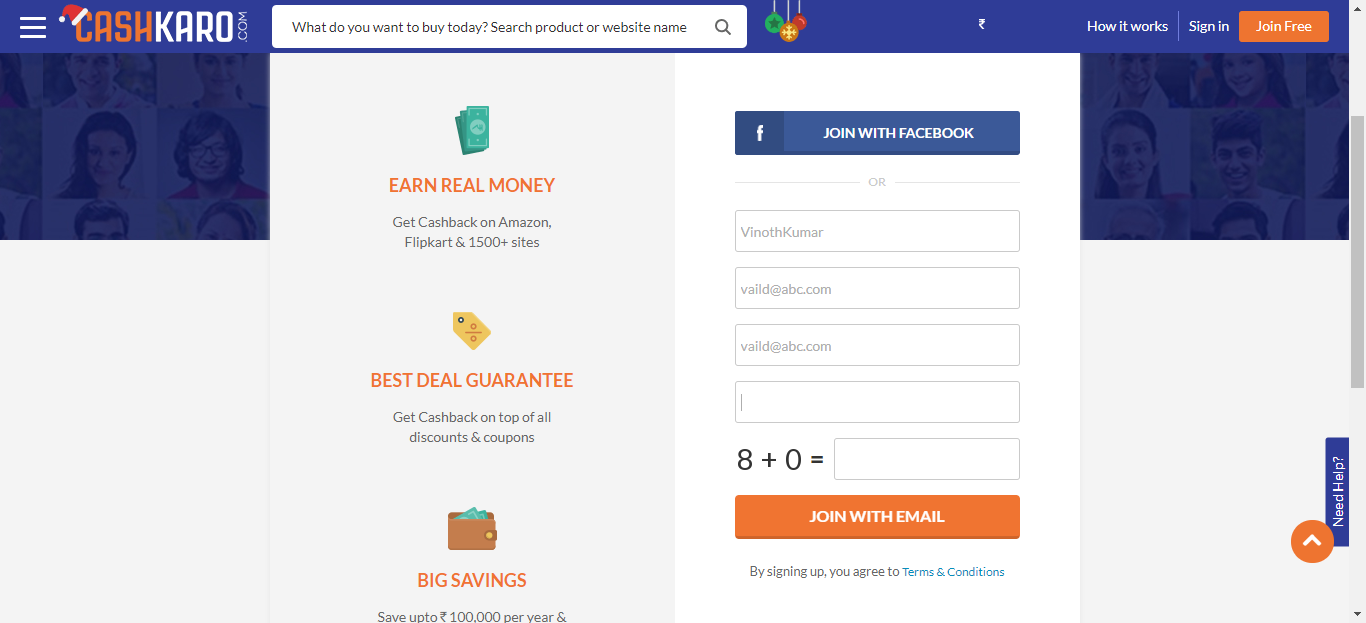 CASHKARO.COM
What do you want to buy today? Search product or website name
₹
How it works
Sign in
Join Free
EARN REAL MONEY
Get Cashback on Amazon,
Flipkart & 1500+ sites
BEST DEAL GUARANTEE
Get Cashback on top of all
discounts & coupons
BIG SAVINGS
Save upto ₹ 100,000 per year &
f JOIN WITH FACEBOOK
OR
VinothKumar
vaild@abc.com
vaild@abc.com
8 + 0 =
JOIN WITH EMAIL
By signing up, you agree to Terms & Conditions
Need Help?